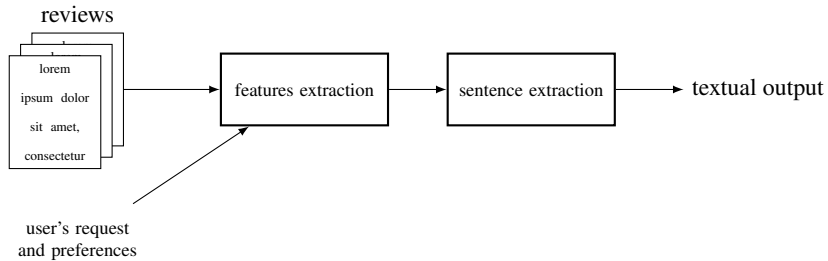 reviews
lorem
ipsum dolor
sit amet,
consectetur
features extraction
sentence extraction
textual output
user's request
and preferences